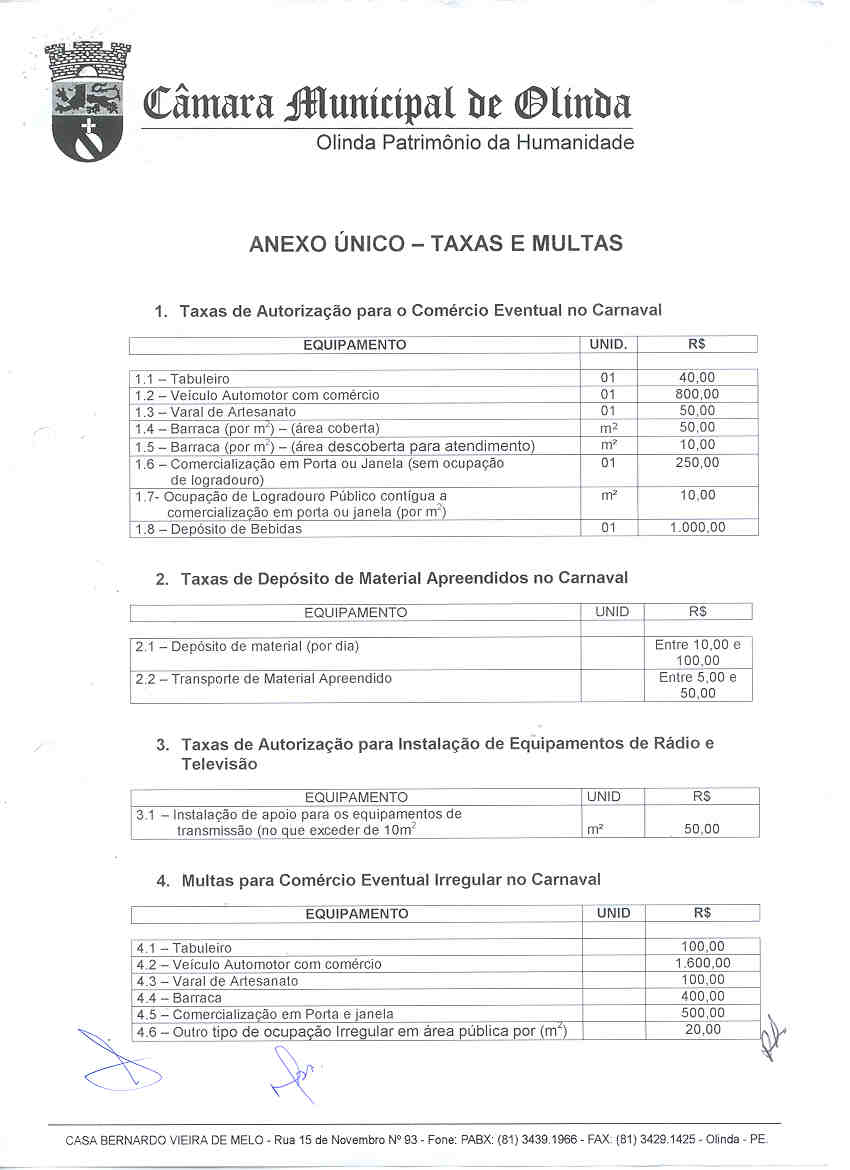 Câmara Municipal de Olinda
Olinda Patrimônio da Humanidade
ANEXO ÚNICO – TAXAS E MULTAS
1. Taxas de Autorização para o Comércio Eventual no Carnaval
EQUIPAMENTO UNID. R$
1.1 – Tabuleiro 01 40,00
1.2 – Veículo Automotor com comércio 01 800,00
1.3 – Varal de Artesanato 01 50,00
1.4 – Barraca (por m²) – (área coberta) m² 50,00
1.5 – Barraca (por m²) – (área descoberta para atendimento) m² 10,00
1.6 – Comercialização em Porta ou Janela (sem ocupação 01 250,00
de logradouro)
1.7- Ocupação de Logradouro Público contígua a m² 10,00
comercialização em porta ou janela (por m²)
1.8 – Depósito de Bebidas 01 1.000,00
2. Taxas de Depósito de Material Apreendidos no Carnaval
EQUIPAMENTO UNID R$
2.1 – Depósito de material (por dia) Entre 10,00 e
100,00
2.2 – Transporte de Material Apreendido Entre 5,00 e
50,00
3. Taxas de Autorização para Instalação de Equipamentos de Rádio e
Televisão
EQUIPAMENTO UNID R$
3.1 – Instalação de apoio para os equipamentos de
transmissão (no que exceder de 10m² m² 50,00
4. Multas para Comércio Eventual Irregular no Carnaval
EQUIPAMENTO UNID R$
4.1 – Tabuleiro 100,00
4.2 – Veículo Automotor com comércio 1.600,00
4.3 – Varal de Artesanato 100,00
4.4 – Barraca 400,00
4.5 – Comercialização em Porta e janela 500,00
4.6 – Outro tipo de ocupação Irregular em área pública por (m²) 20,00
CASA BERNARDO VIEIRA DE MELO - Rua 15 de Novembro Nº 93 - Fone: PABX: (81) 3439.1966 - FAX: (81) 3429.1425 - Olinda - PE.